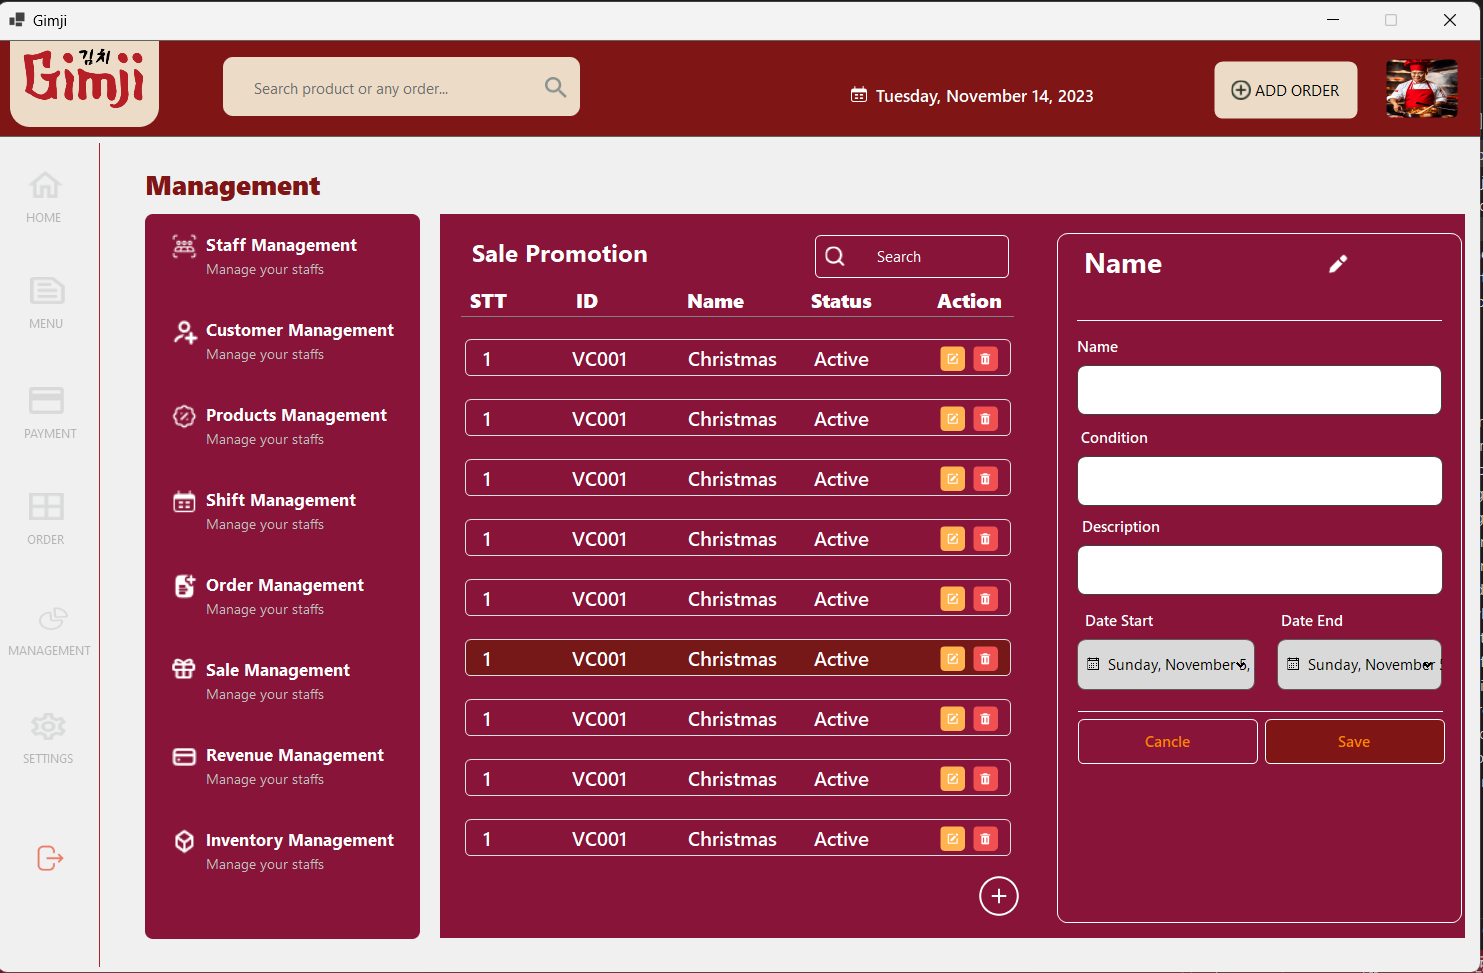 Gimji
김치
Gimji
Search product or any order...
Tuesday, November 14, 2023
ADD ORDER
HOME
MENU
PAYMENT
ORDER
MANAGEMENT
SETTINGS
Management
Staff Management
Manage your staffs
Customer Management
Manage your staffs
Products Management
Manage your staffs
Shift Management
Manage your staffs
Order Management
Manage your staffs
Sale Management
Manage your staffs
Revenue Management
Manage your staffs
Inventory Management
Manage your staffs
Sale Promotion
Search
STT ID Name Status Action
1 VC001 Christmas Active
1 VC001 Christmas Active
1 VC001 Christmas Active
1 VC001 Christmas Active
1 VC001 Christmas Active
1 VC001 Christmas Active
1 VC001 Christmas Active
1 VC001 Christmas Active
1 VC001 Christmas Active
Name
Name
Condition
Description
Date Start Date End
Sunday, November 5, Sunday, November 5
Cancle Save